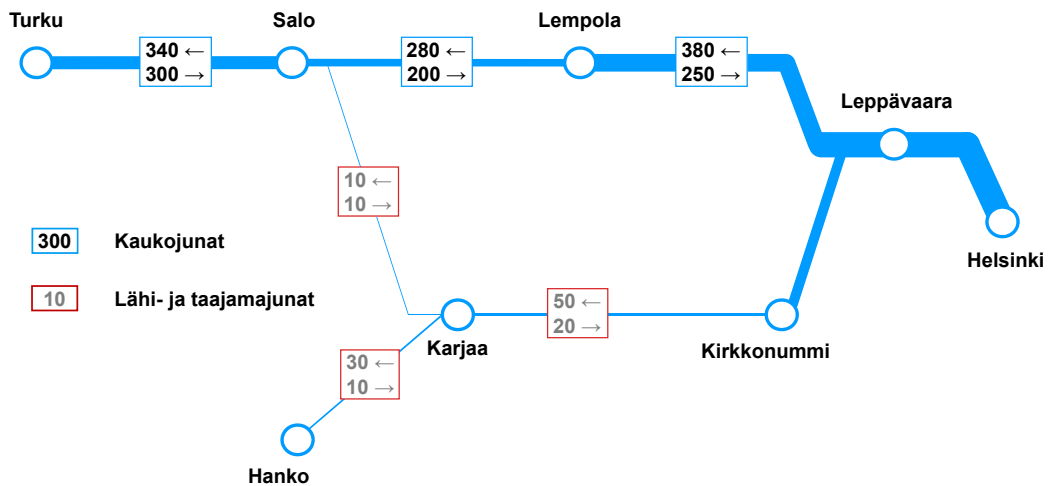 Turku
Salo
Lempola
340 ←
300 →
280 ←
200 →
380 ←
250 →
Leppävaara
10 ←
10 →
300 Kaukojunat
Helsinki
10 Lähi- ja taajamajunat
50 ←
20 →
Karjaa
Kirkkonummi
30 ←
10 →
Hanko